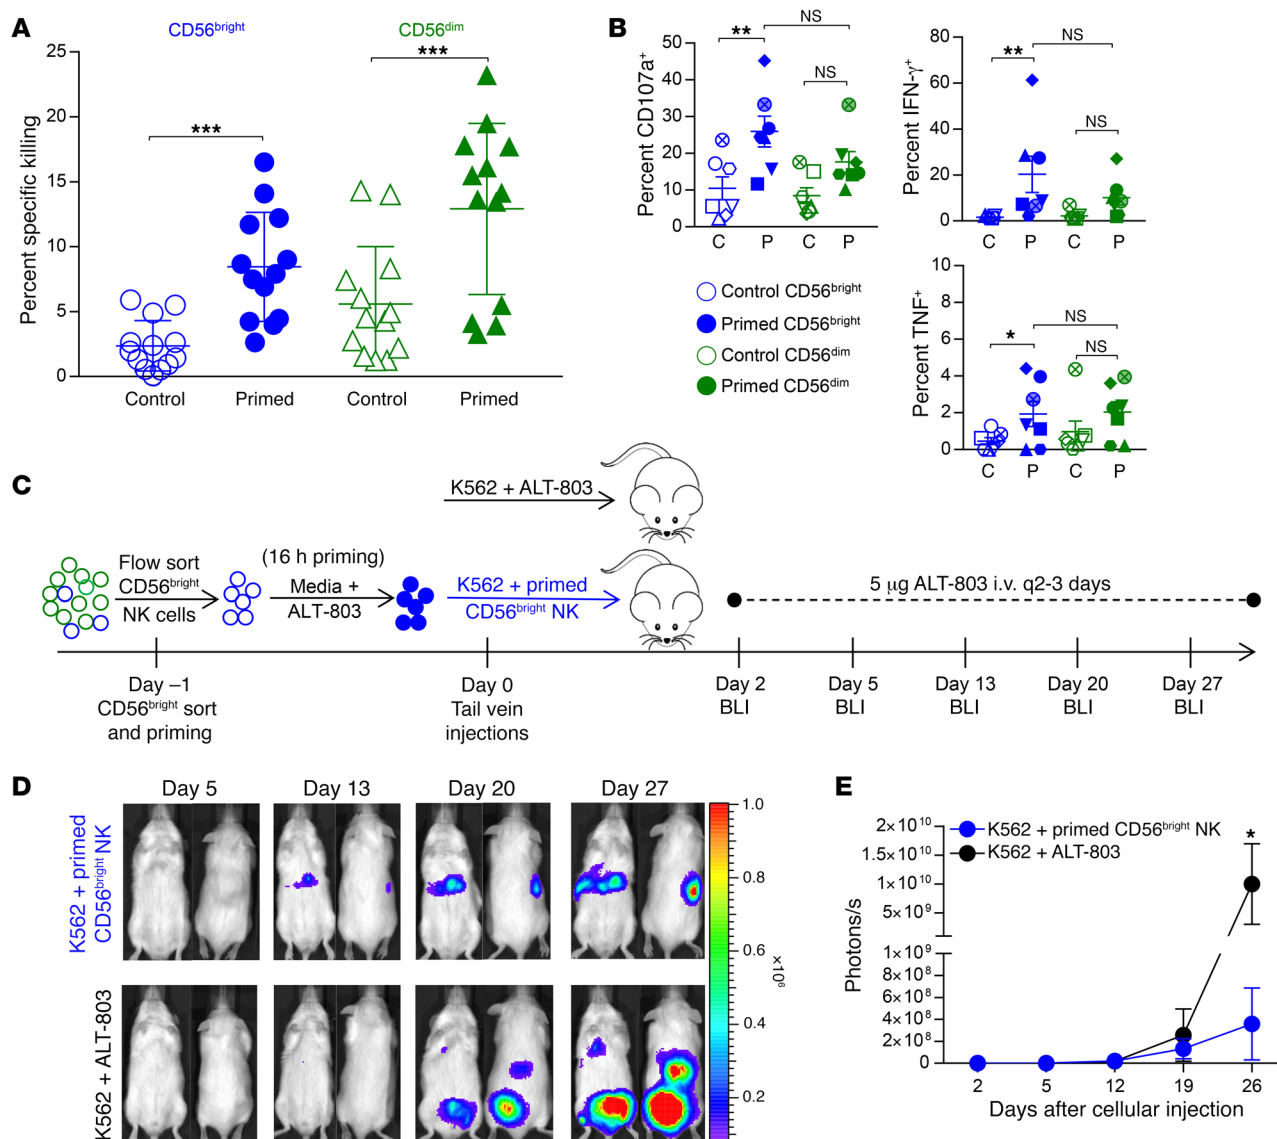 A
CD56bright
CD56dim
***
***
Percent specific killing
25
20
15
10
5
0
Control
Primed
Control
Primed
B
Percent CD107a+
50
40
30
20
10
0
**
NS
NS
C
P
C
P
Percent IFN-γ+
80
60
40
20
0
**
NS
NS
C
P
C
P
Control CD56bright
Primed CD56bright
Control CD56dim
Primed CD56dim
Percent TNF+
10
8
6
4
2
0
*
NS
NS
C
P
C
P
C
K562 + ALT-803
Flow sort
CD56bright
NK cells
(16 h priming)
Media +
ALT-803
K562 + primed
CD56bright NK
5 μg ALT-803 i.v. q2-3 days
Day –1
CD56bright sort
and priming
Day 0
Tail vein
injections
Day 2
BLI
Day 5
BLI
Day 13
BLI
Day 20
BLI
Day 27
BLI
D
Day 5
Day 13
Day 20
Day 27
K562 + primed
CD56bright NK
K562 + ALT-803
1.0
0.8
0.6
0.4
0.2
×10⁶
E
K562 + primed CD56bright NK
K562 + ALT-803
*
Photons/s
2× 10¹⁰
1.5× 10¹⁰
1× 10¹⁰
5× 10⁹
1× 10⁹
8× 10⁸
6× 10⁸
4× 10⁸
2× 10⁸
0
2
5
12
19
26
Days after cellular injection